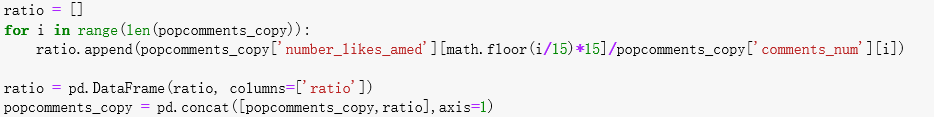 ratio = []
for i in range(len(popcomments_copy)):
    ratio.append(popcomments_copy['number_likes_amed'][math.floor(i/15)*15]/popcomments_copy['comments_num'][i])
ratio = pd.DataFrame(ratio, columns=['ratio'])
popcomments_copy = pd.concat([popcomments_copy,ratio],axis=1)